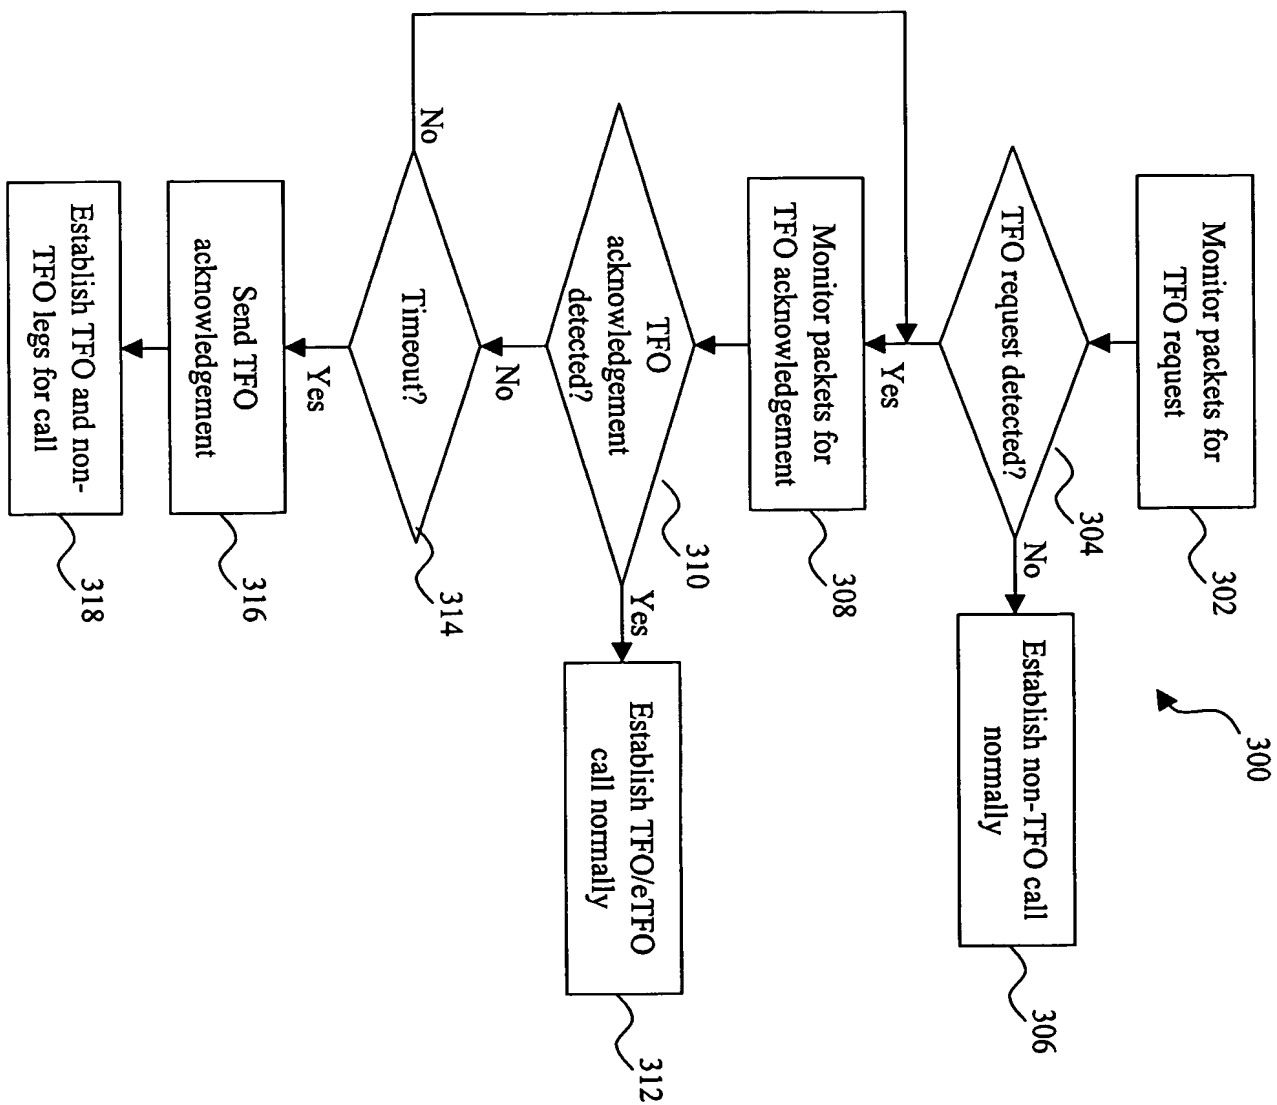 Monitor packets for
TFO request
302
TFO request detected?
304
No
Establish non-TFO call
normally
306
300
Yes
Monitor packets for
TFO acknowledgement
308
TFO
acknowledgement
detected?
310
Yes
Establish TFO/eTFO
call normally
312
No
Timeout?
314
No
Yes
Send TFO
acknowledgement
316
Establish TFO and non-
TFO legs for call
318